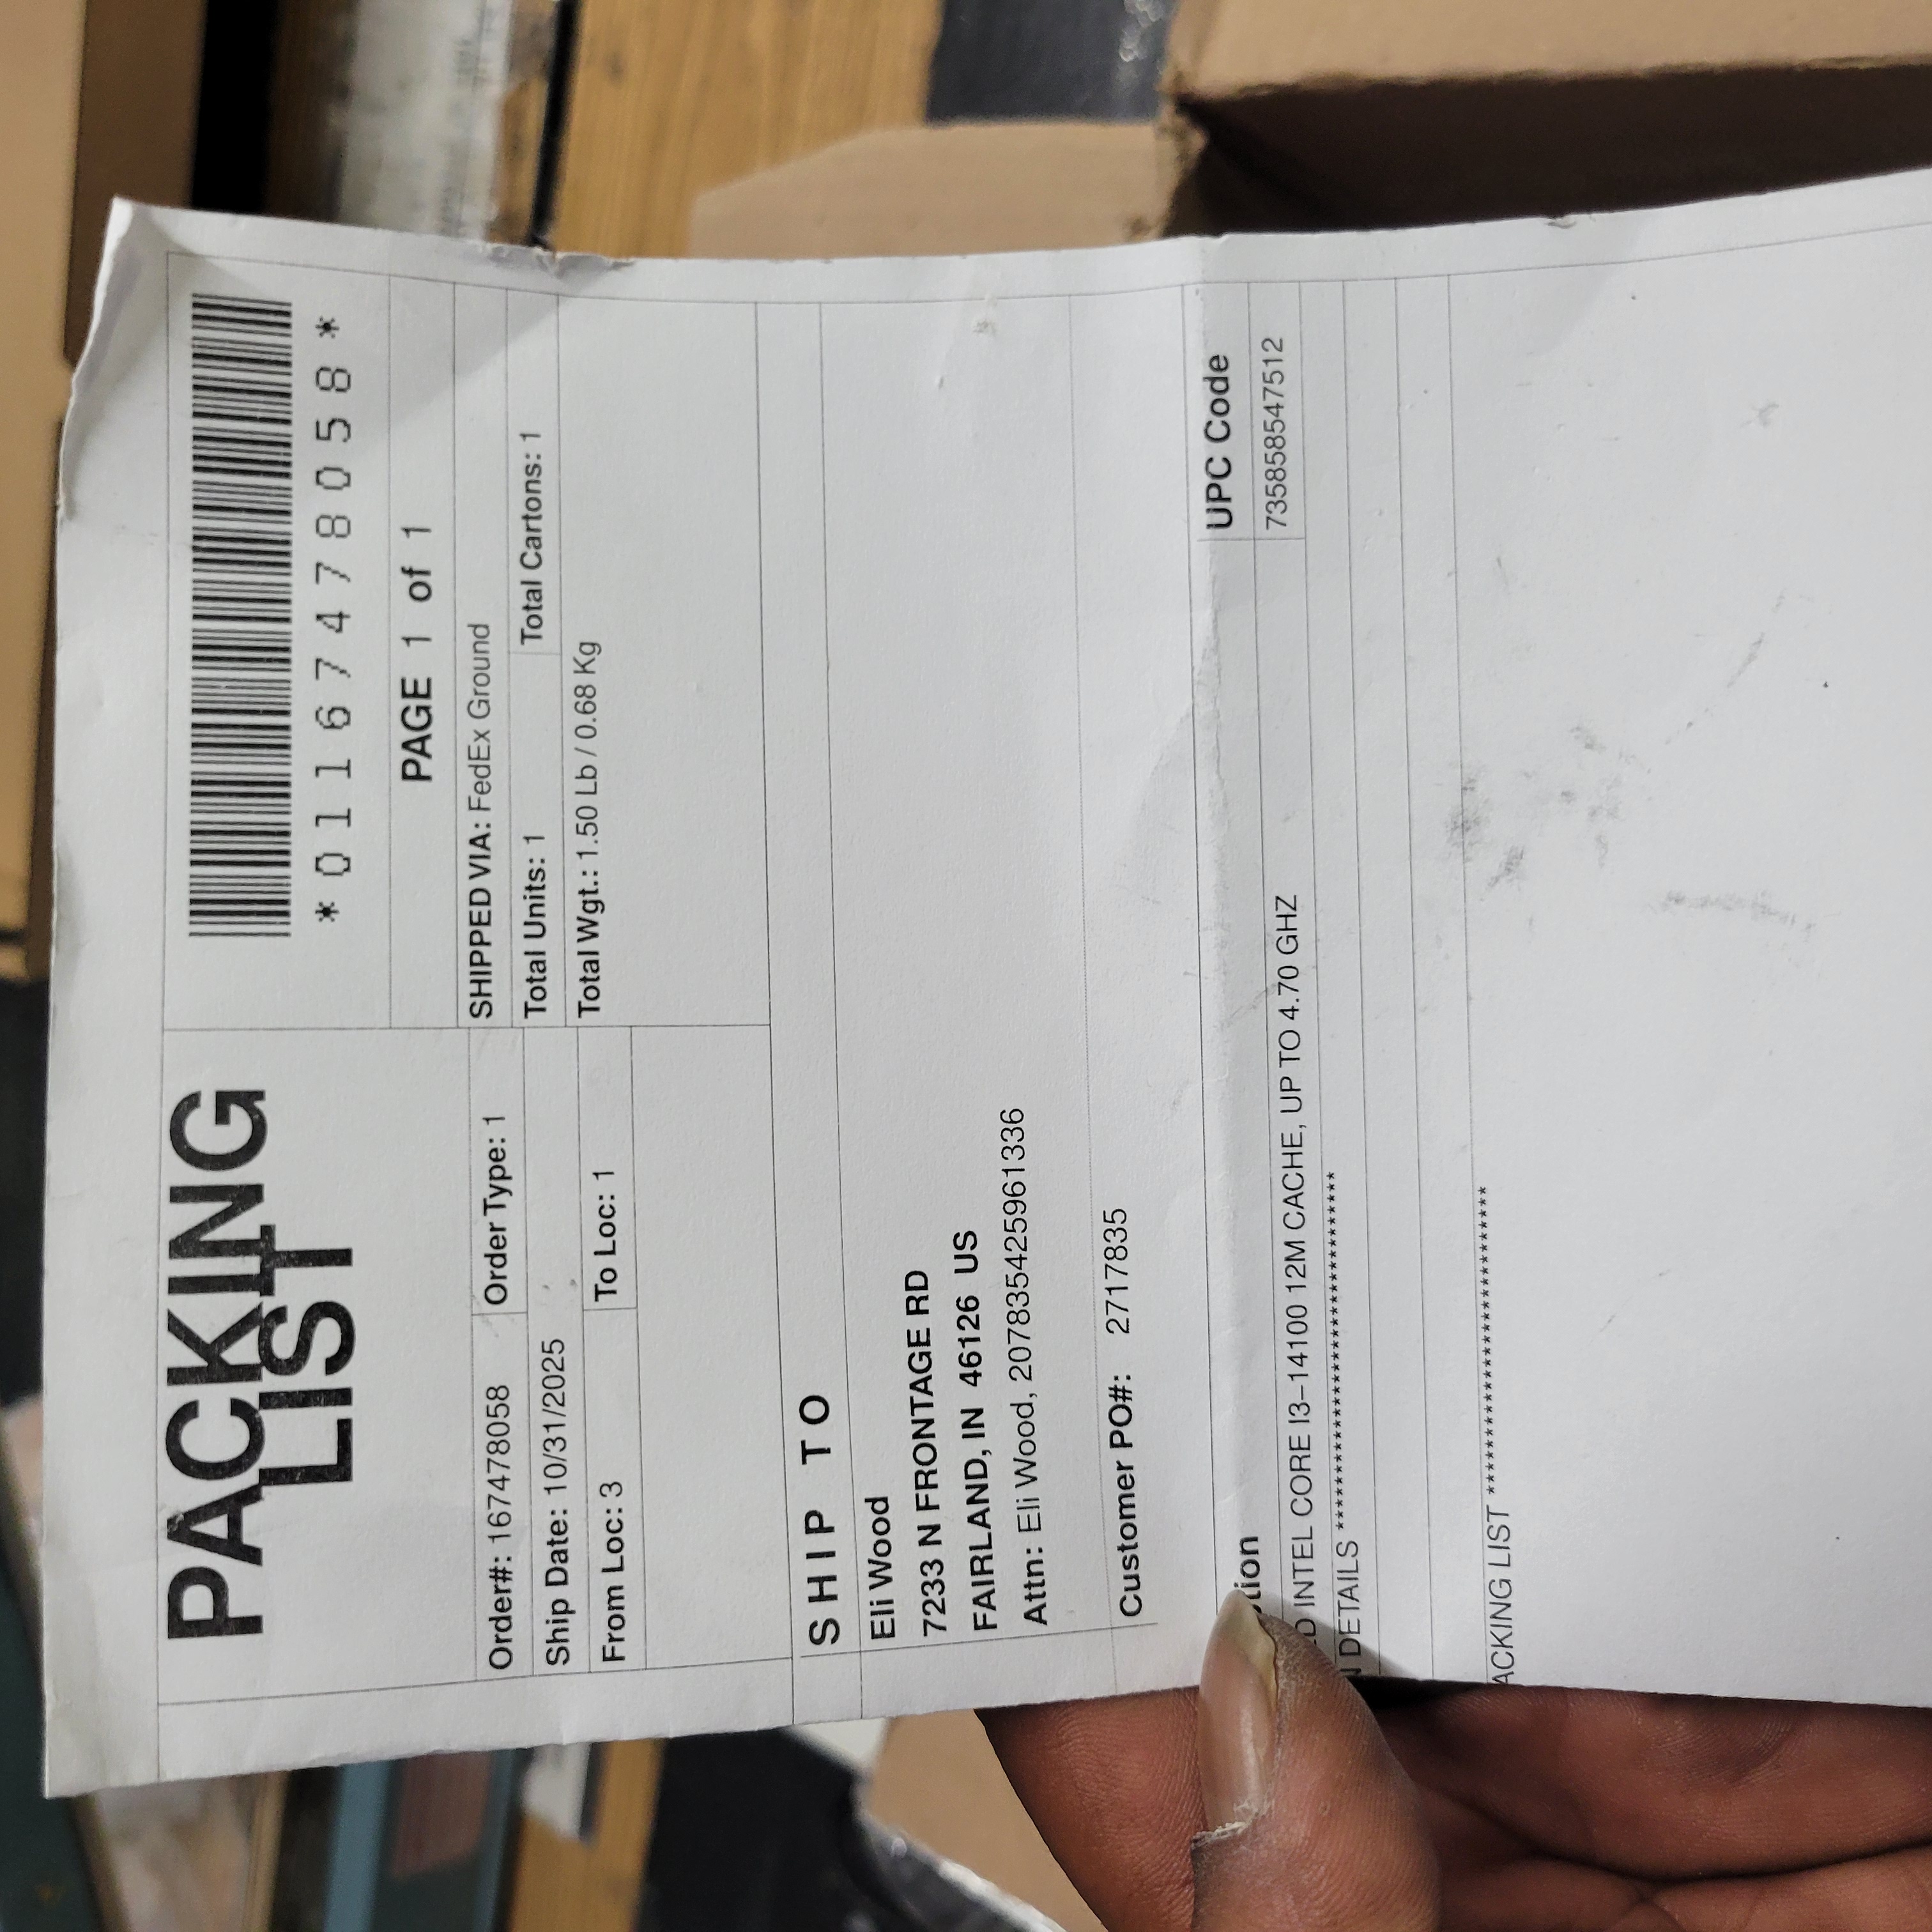 PACKING
LIST
*0116747 8058*
PAGE 1 of 1
Order#: 167478058 Order Type: 1 SHIPPED VIA: FedEx Ground
Ship Date: 10/31/2025 Total Units: 1 Total Cartons: 1
From Loc: 3 To Loc: 1 Total Wgt.: 1.50 Lb / 0.68 Kg
SHIP TO
Eli Wood
7233 N FRONTAGE RD
FAIRLAND, IN 46126 US
Attn: Eli Wood, 20783542596​1336
Customer PO#: 2717835
UPC Code
INTEL CORE I3-14100 12M CACHE, UP TO 4.70 GHZ 735858547512
DETAILS **************************************
LIST *********************************